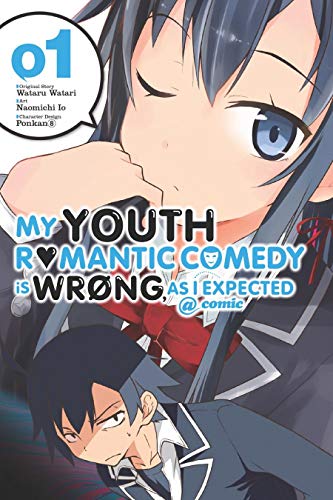 01
Original Story
Wataru Watari
Art
Naomichi Io
Character Design
Ponkan⑧
MY YOUTH
ROMANTIC COMEDY
iS WRØNG, AS I EXPECTED
@ comic